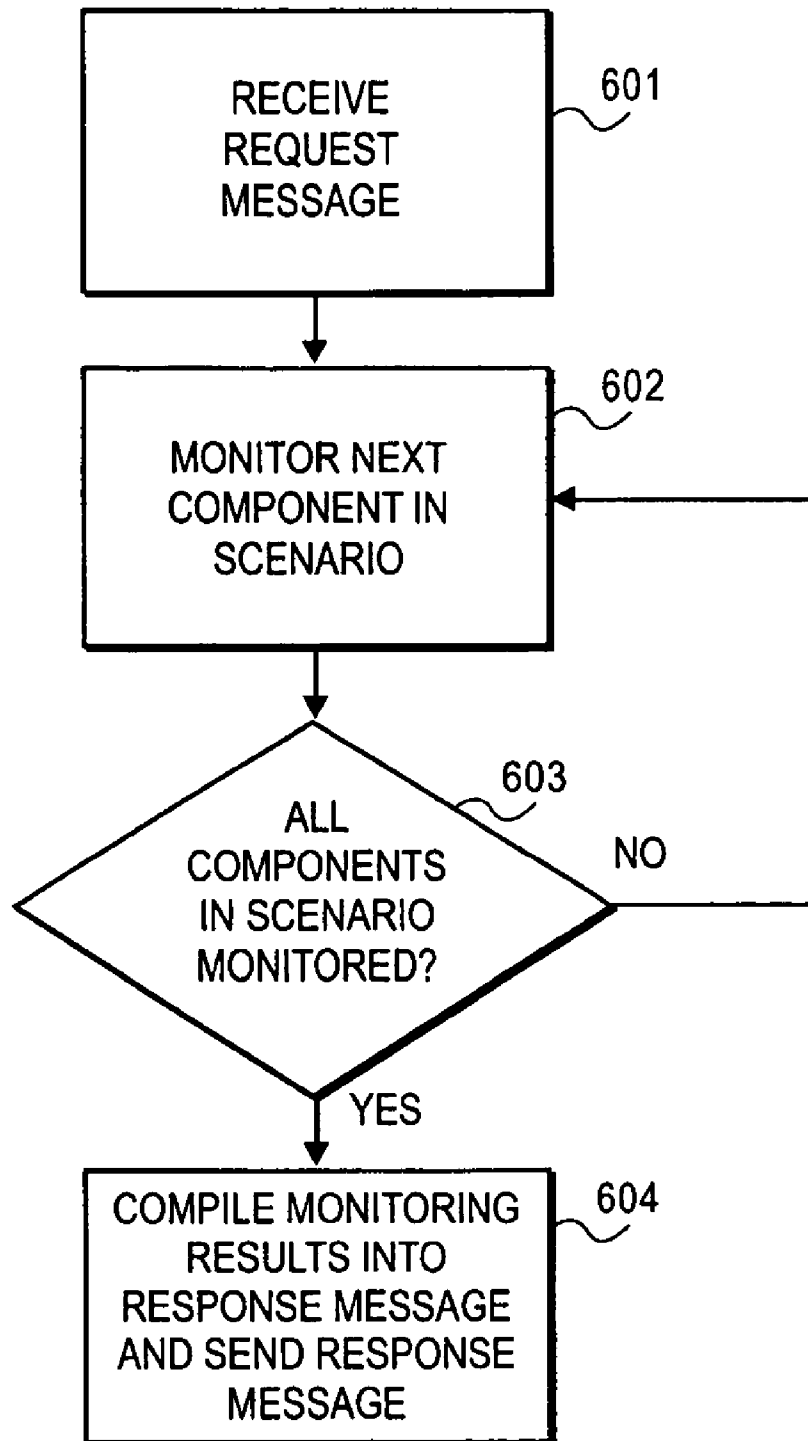 RECEIVE
REQUEST
MESSAGE
601
MONITOR NEXT
COMPONENT IN
SCENARIO
602
ALL
COMPONENTS
IN SCENARIO
MONITORED?
603
NO
YES
COMPILE MONITORING
RESULTS INTO
RESPONSE MESSAGE
AND SEND RESPONSE
MESSAGE
604